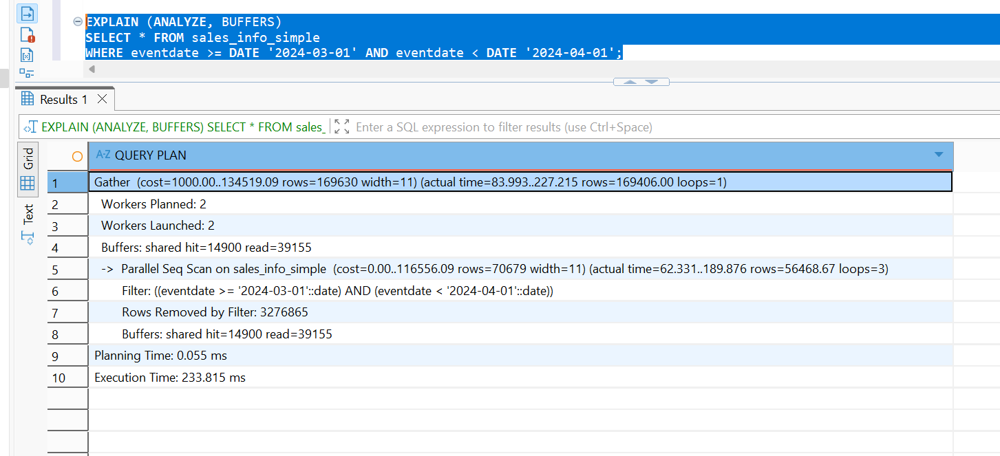 EXPLAIN (ANALYZE, BUFFERS)
SELECT * FROM sales_info_simple
WHERE eventdate >= DATE '2024-03-01' AND eventdate < DATE '2024-04-01';
Results 1
EXPLAIN (ANALYZE, BUFFERS) SELECT * FROM sales_
Enter a SQL expression to filter results (use Ctrl+Space)
Grid
Text
A-Z QUERY PLAN
1 Gather (cost=1000.00..134519.09 rows=169630 width=11) (actual time=83.993..227.215 rows=169406.00 loops=1)
2 Workers Planned: 2
3 Workers Launched: 2
4 Buffers: shared hit=14900 read=39155
5 -> Parallel Seq Scan on sales_info_simple (cost=0.00..116556.09 rows=70679 width=11) (actual time=62.331..189.876 rows=56468.67 loops=3)
6 Filter: ((eventdate >= '2024-03-01'::date) AND (eventdate < '2024-04-01'::date))
7 Rows Removed by Filter: 3276865
8 Buffers: shared hit=14900 read=39155
9 Planning Time: 0.055 ms
10 Execution Time: 233.815 ms